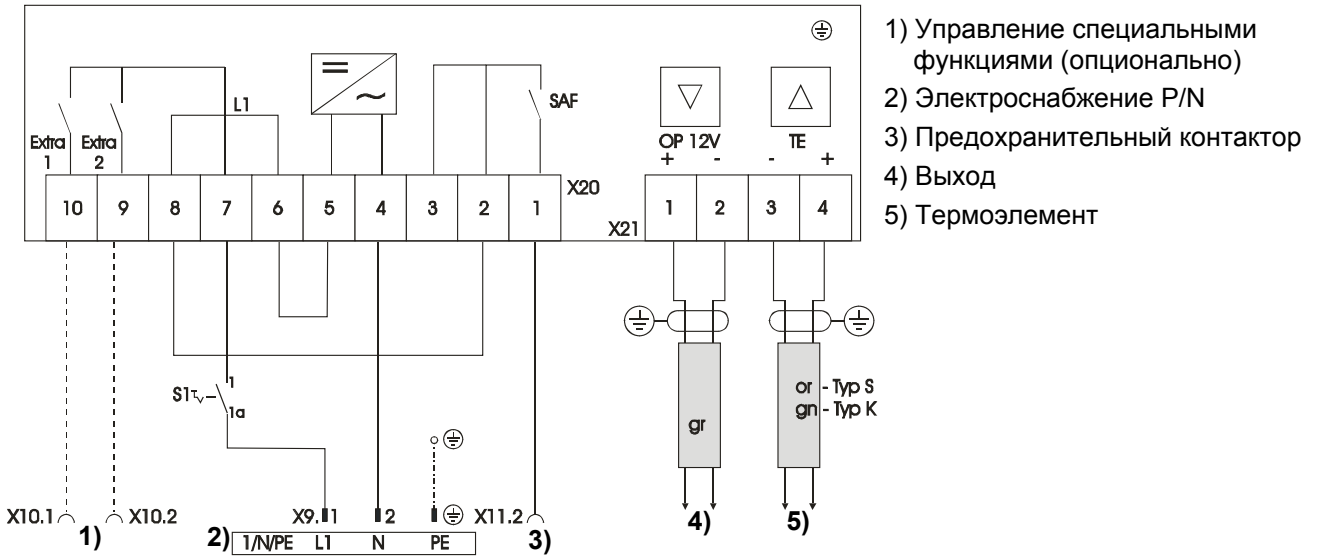 1) Управление специальными
функциями (опционально)
2) Электроснабжение P/N
3) Предохранительный контактор
4) Выход
5) Термоэлемент
L1
SAF
Extra
1
Extra
2
OP 12V
+ -
TE
- +
X20
10 9 8 7 6 5 4 3 2 1
X21
1 2 3 4
S1
1
1a
gr
or - Typ S
gn - Typ K
X10.1
X10.2
1)
X9.
1
2
X11.2
2)
1/N/PE L1 N PE
3)
4)
5)